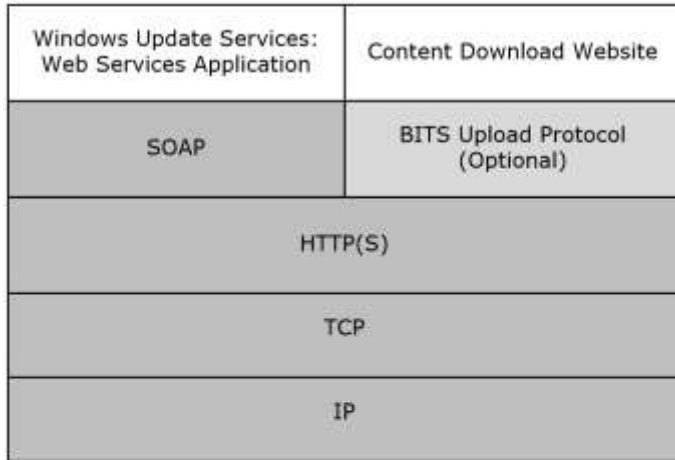 Windows Update Services:
Web Services Application
Content Download Website
SOAP
BITS Upload Protocol
(Optional)
HTTP(S)
TCP
IP